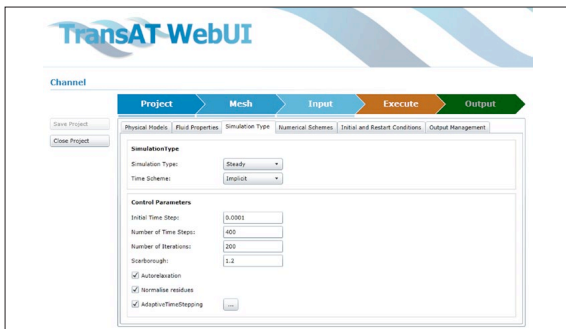 TransAT WebUI
Channel
Project Mesh Input Execute Output
Save Project
Close Project
Physical Models Fluid Properties Simulation Type Numerical Schemes Initial and Restart Conditions Output Management
SimulationType
Simulation Type: Steady
Time Scheme: Implicit
Control Parameters
Initial Time Step: 0.0001
Number of Time Steps: 400
Number of Iterations: 200
Scarborough: 1.2
Autorelaxation
Normalise residues
AdaptiveTimeStepping ...